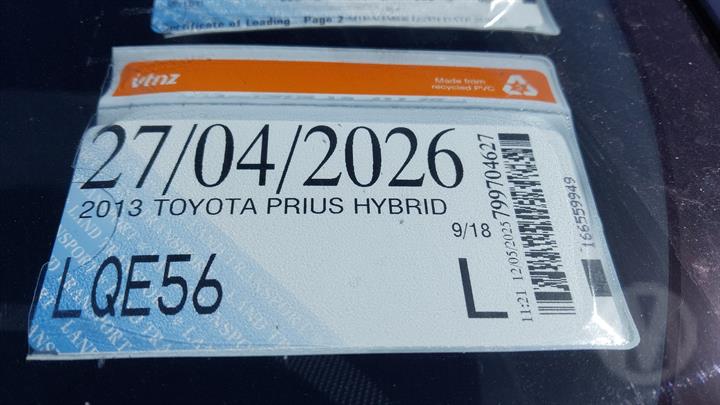 Certificate of Loading Page 2
vtnz
Made from
recycled PVC
27/04/2026
2013 TOYOTA PRIUS HYBRID
9/18
LQE56
L
11:21 12/05/2025
799704627
166559949